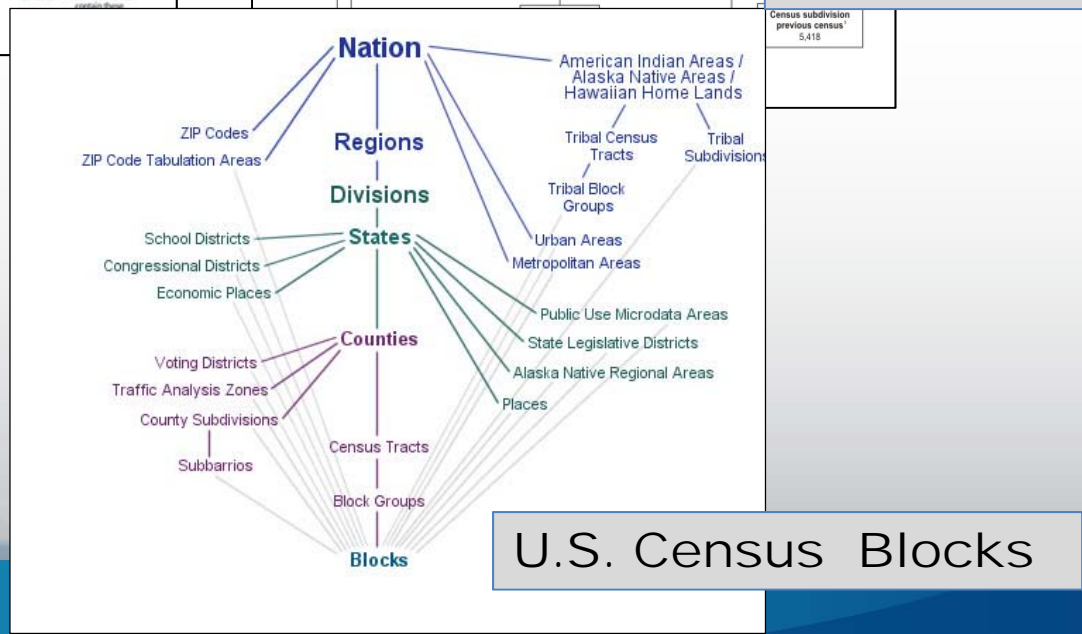 contain these
Census subdivision
previous census¹
5,418
Nation
American Indian Areas /
Alaska Native Areas /
Hawaiian Home Lands
ZIP Codes
ZIP Code Tabulation Areas
Regions
Tribal Census
Tracts
Tribal
Subdivisions
Divisions
Tribal Block
Groups
School Districts
States
Urban Areas
Congressional Districts
Metropolitan Areas
Economic Places
Public Use Microdata Areas
Counties
State Legislative Districts
Voting Districts
Alaska Native Regional Areas
Traffic Analysis Zones
Places
County Subdivisions
Census Tracts
Subbarrios
Block Groups
Blocks
U.S. Census Blocks